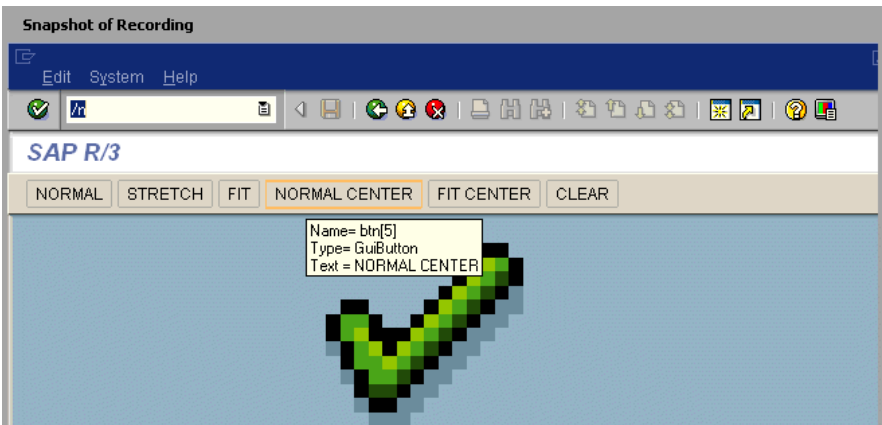 Snapshot of Recording
Edit System Help
/n
SAP R/3
NORMAL STRETCH FIT NORMAL CENTER FIT CENTER CLEAR
Name= btn[5]
Type= GuiButton
Text = NORMAL CENTER